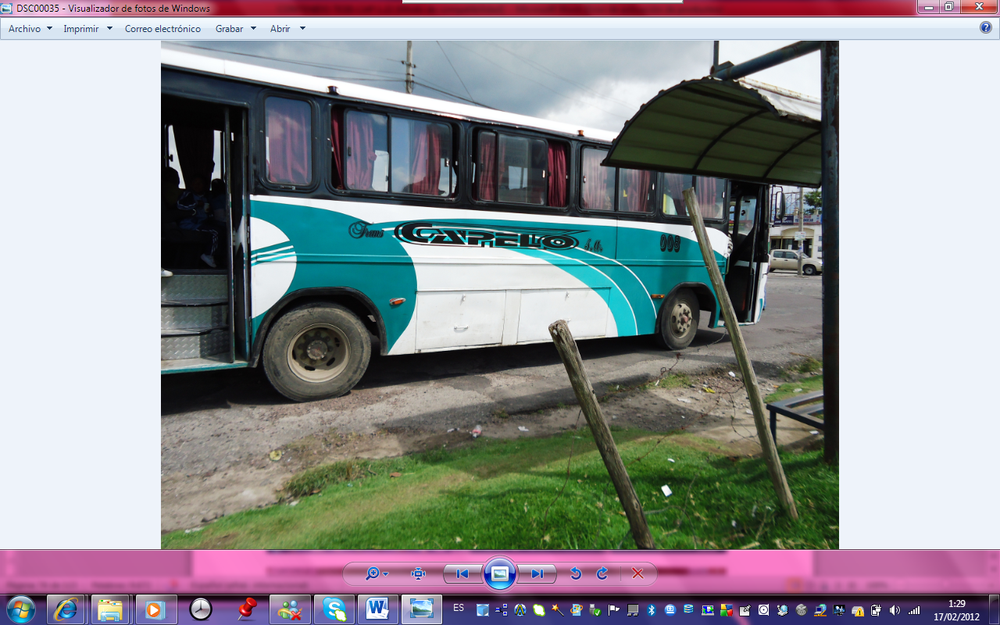 DSC00035 - Visualizador de fotos de Windows
Archivo Imprimir Correo electrónico Grabar Abrir
Trans CAPELO S.A. 008
ES
1:29
17/02/2012